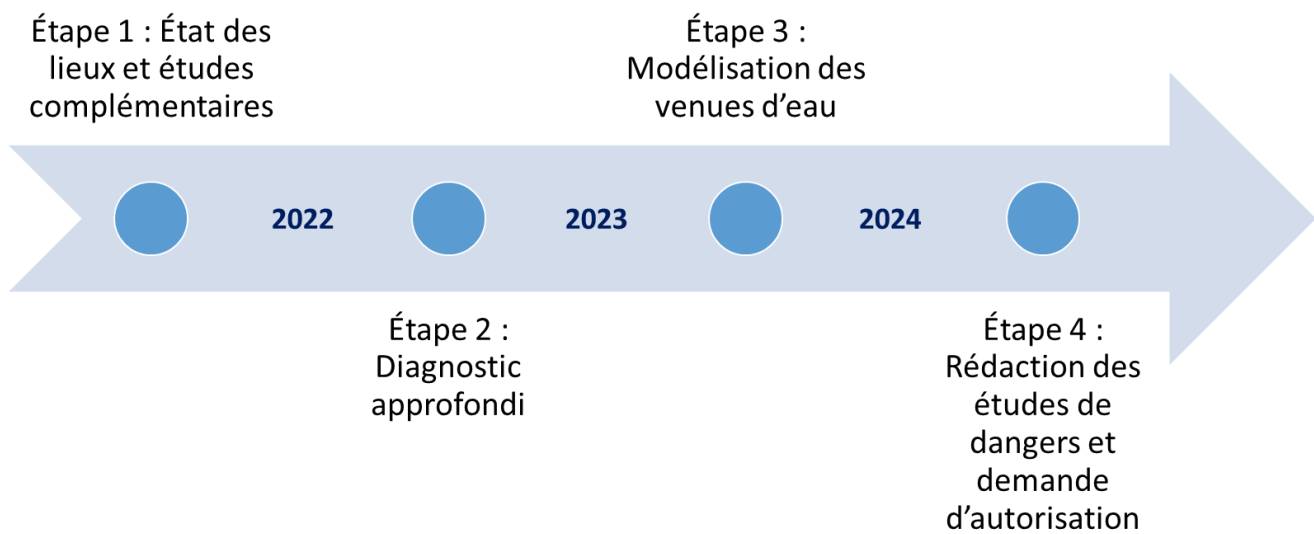 Étape 1 : État des
lieux et études
complémentaires
Étape 3 :
Modélisation des
venues d’eau
2022
2023
2024
Étape 2 :
Diagnostic
approfondi
Étape 4 :
Rédaction des
études de
dangers et
demande
d’autorisation